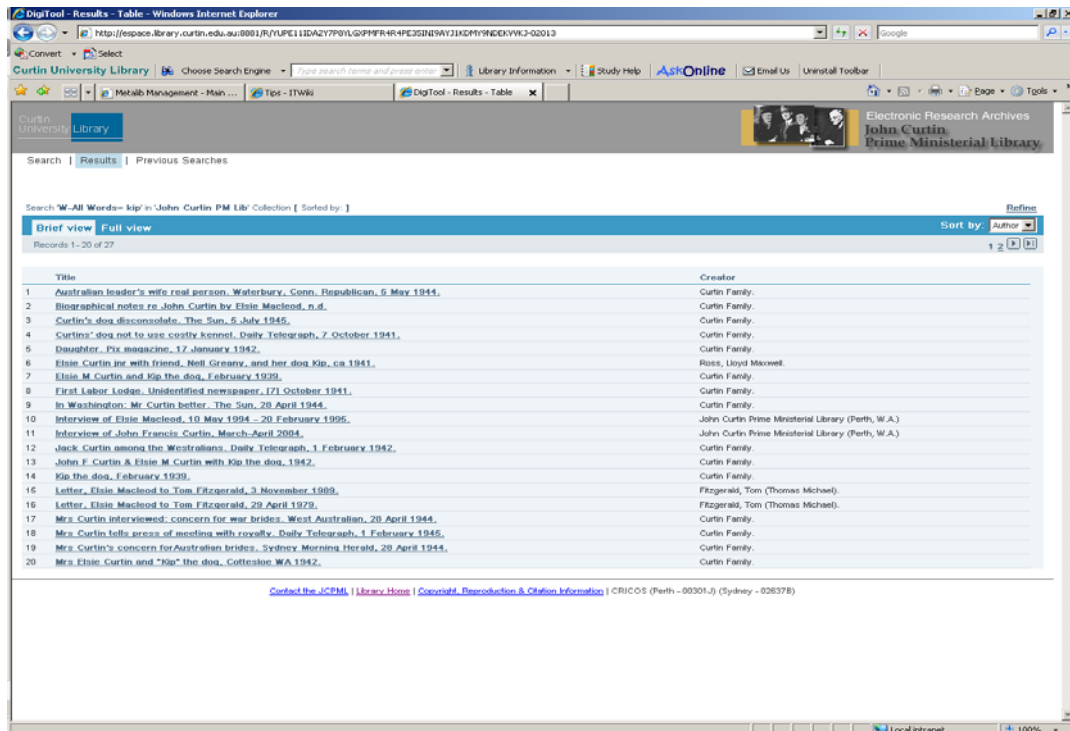 DigiTool - Results - Table - Windows Internet Explorer
http://espace.library.curtin.edu.au:8881/R/
Google
Convert Select
Curtin University Library Choose Search Engine Type search terms and press enter Library Information Study Help AskOnline Email Us Uninstall Toolbar
Metalib Management - Main ... Tips - ITWiki DigiTool - Results - Table Page Tools
Curtin University Library
Electronic Research Archives
John Curtin
Prime Ministerial Library
Search | Results | Previous Searches
Search 'W-All Words= kip' in 'John Curtin PM Lib' Collection [ Sorted by: ] Refine
Brief view Full view Sort by: Author
Records 1 - 20 of 27 1 2
Title Creator
1 Australian leader's wife real person. Waterbury, Conn. Republican, 5 May 1944. Curtin Family.
2 Biographical notes re John Curtin by Elsie Macleod, n.d. Curtin Family.
3 Curtin's dog disconsolate. The Sun, 5 July 1945. Curtin Family.
4 Curtins' dog not to use costly kennel. Daily Telegraph, 7 October 1941. Curtin Family.
5 Daughter. Pix magazine, 17 January 1942. Curtin Family.
6 Elsie Curtin jnr with friend, Nell Greany, and her dog Kip, ca 1941. Ross, Lloyd Maxwell.
7 Elsie M Curtin and Kip the dog, February 1939. Curtin Family.
8 First Labor Lodge. Unidentified newspaper, [7] October 1941. Curtin Family.
9 In Washington: Mr Curtin better. The Sun, 28 April 1944. Curtin Family.
10 Interview of Elsie Macleod, 10 May 1994 - 20 February 1995. John Curtin Prime Ministerial Library (Perth, W.A.)
11 Interview of John Francis Curtin, March-April 2004. John Curtin Prime Ministerial Library (Perth, W.A.)
12 Jack Curtin among the Westralians. Daily Telegraph, 1 February 1942. Curtin Family.
13 John F Curtin & Elsie M Curtin with Kip the dog, 1942. Curtin Family.
14 Kip the dog, February 1939. Curtin Family.
15 Letter, Elsie Macleod to Tom Fitzgerald, 3 November 1989. Fitzgerald, Tom (Thomas Michael).
16 Letter, Elsie Macleod to Tom Fitzgerald, 29 April 1979. Fitzgerald, Tom (Thomas Michael).
17 Mrs Curtin interviewed: concern for war brides. West Australian, 28 April 1944. Curtin Family.
18 Mrs Curtin tells press of meeting with royalty. Daily Telegraph, 1 February 1945. Curtin Family.
19 Mrs Curtin's concern forAustralian brides. Sydney Morning Herald, 28 April 1944. Curtin Family.
20 Mrs Elsie Curtin and "Kip" the dog, Cottesloe WA 1942. Curtin Family.
Contact the JCPML | Library Home | Copyright, Reproduction & Citation Information | CRICOS (Perth - 00301J) (Sydney - 02637B)
Local intranet 100%